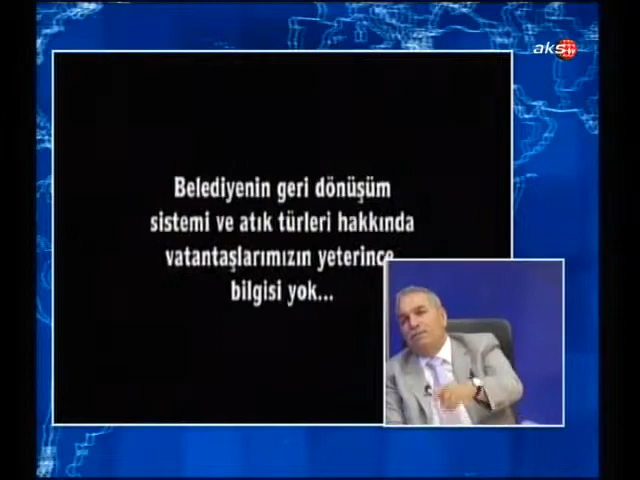 aks
Belediyenin geri dönüşüm
sistemi ve atık türleri hakkında
vatantaşlarımızın yeterince
bilgisi yok...